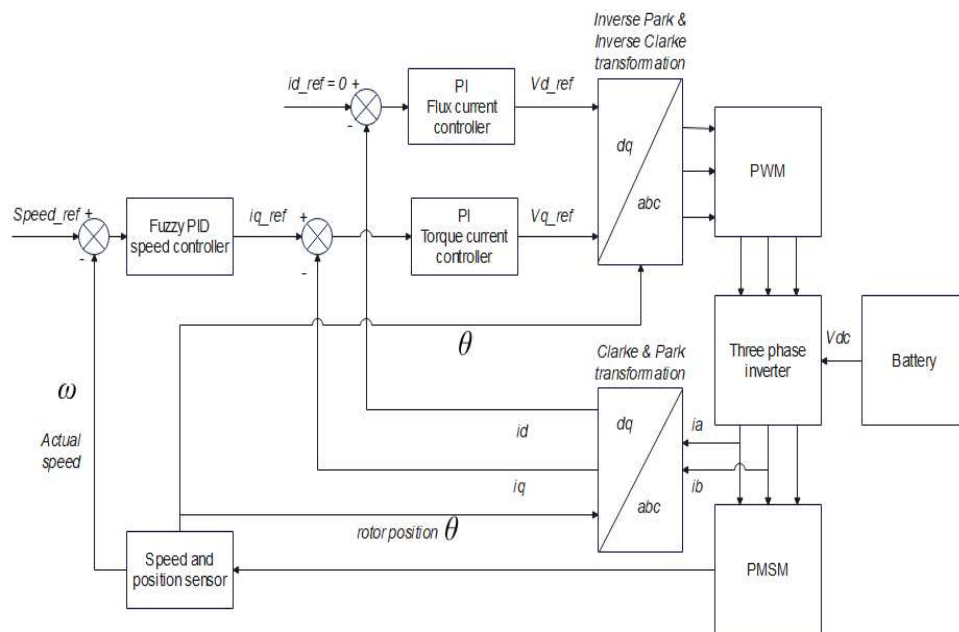 Inverse Park &
Inverse Clarke
transformation
id_ref = 0 +
-
PI
Flux current
controller
Vd_ref
dq
abc
PWM
Speed_ref +
-
Fuzzy PID
speed controller
iq_ref
+
-
PI
Torque current
controller
Vq_ref
θ
Clarke & Park
transformation
Three phase
inverter
Vdc
Battery
ω
Actual
speed
id
iq
dq
abc
ia
ib
rotor position θ
Speed and
position sensor
PMSM